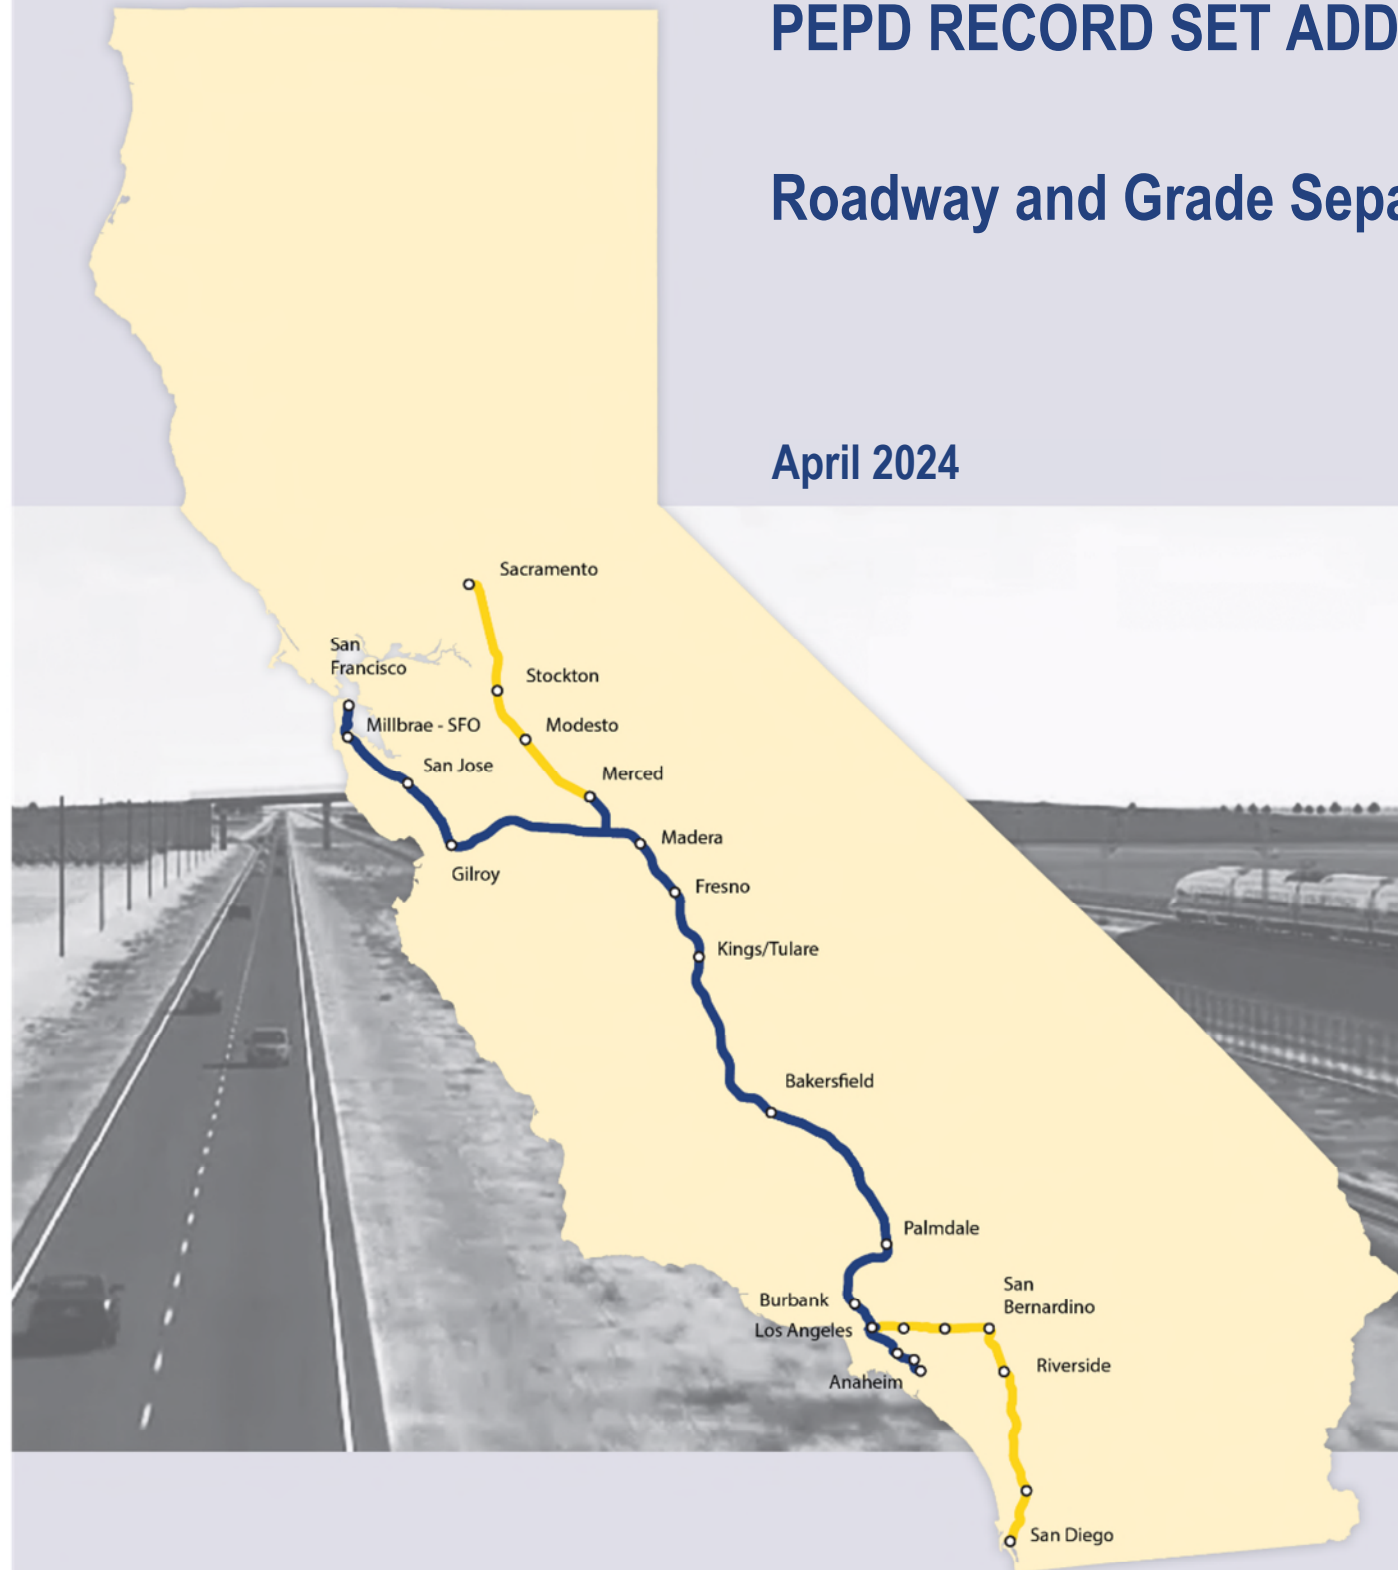 PEPD RECORD SET ADD
Roadway and Grade Sepa
April 2024
Sacramento
San
Francisco
Stockton
Millbrae - SFO
Modesto
San Jose
Merced
Madera
Gilroy
Fresno
Kings/Tulare
Bakersfield
Palmdale
San
Bernardino
Burbank
Los Angeles
Riverside
Anaheim
San Diego